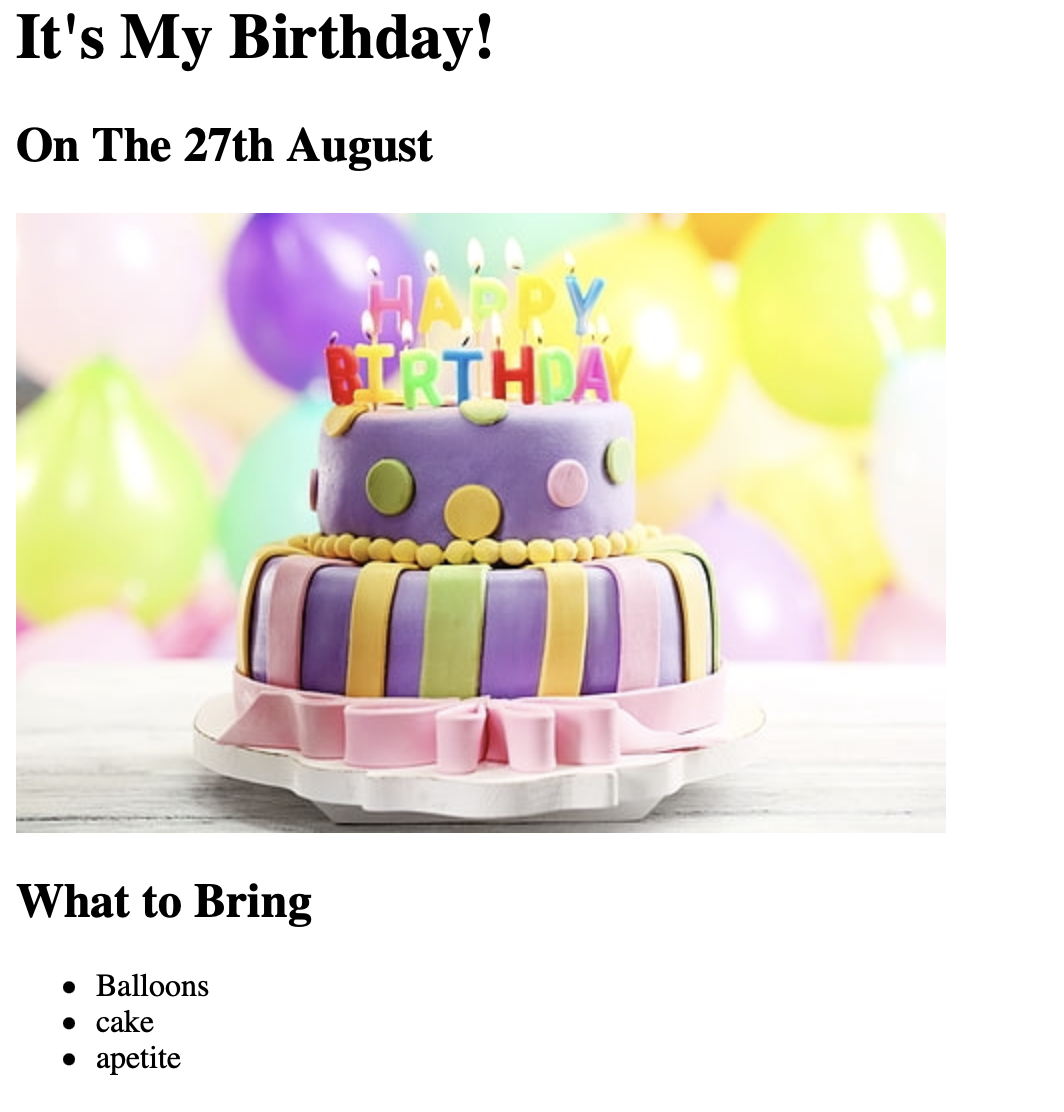 It's My Birthday!
On The 27th August
HAPPY
BIRTHDAY
What to Bring
Balloons
cake
apetite